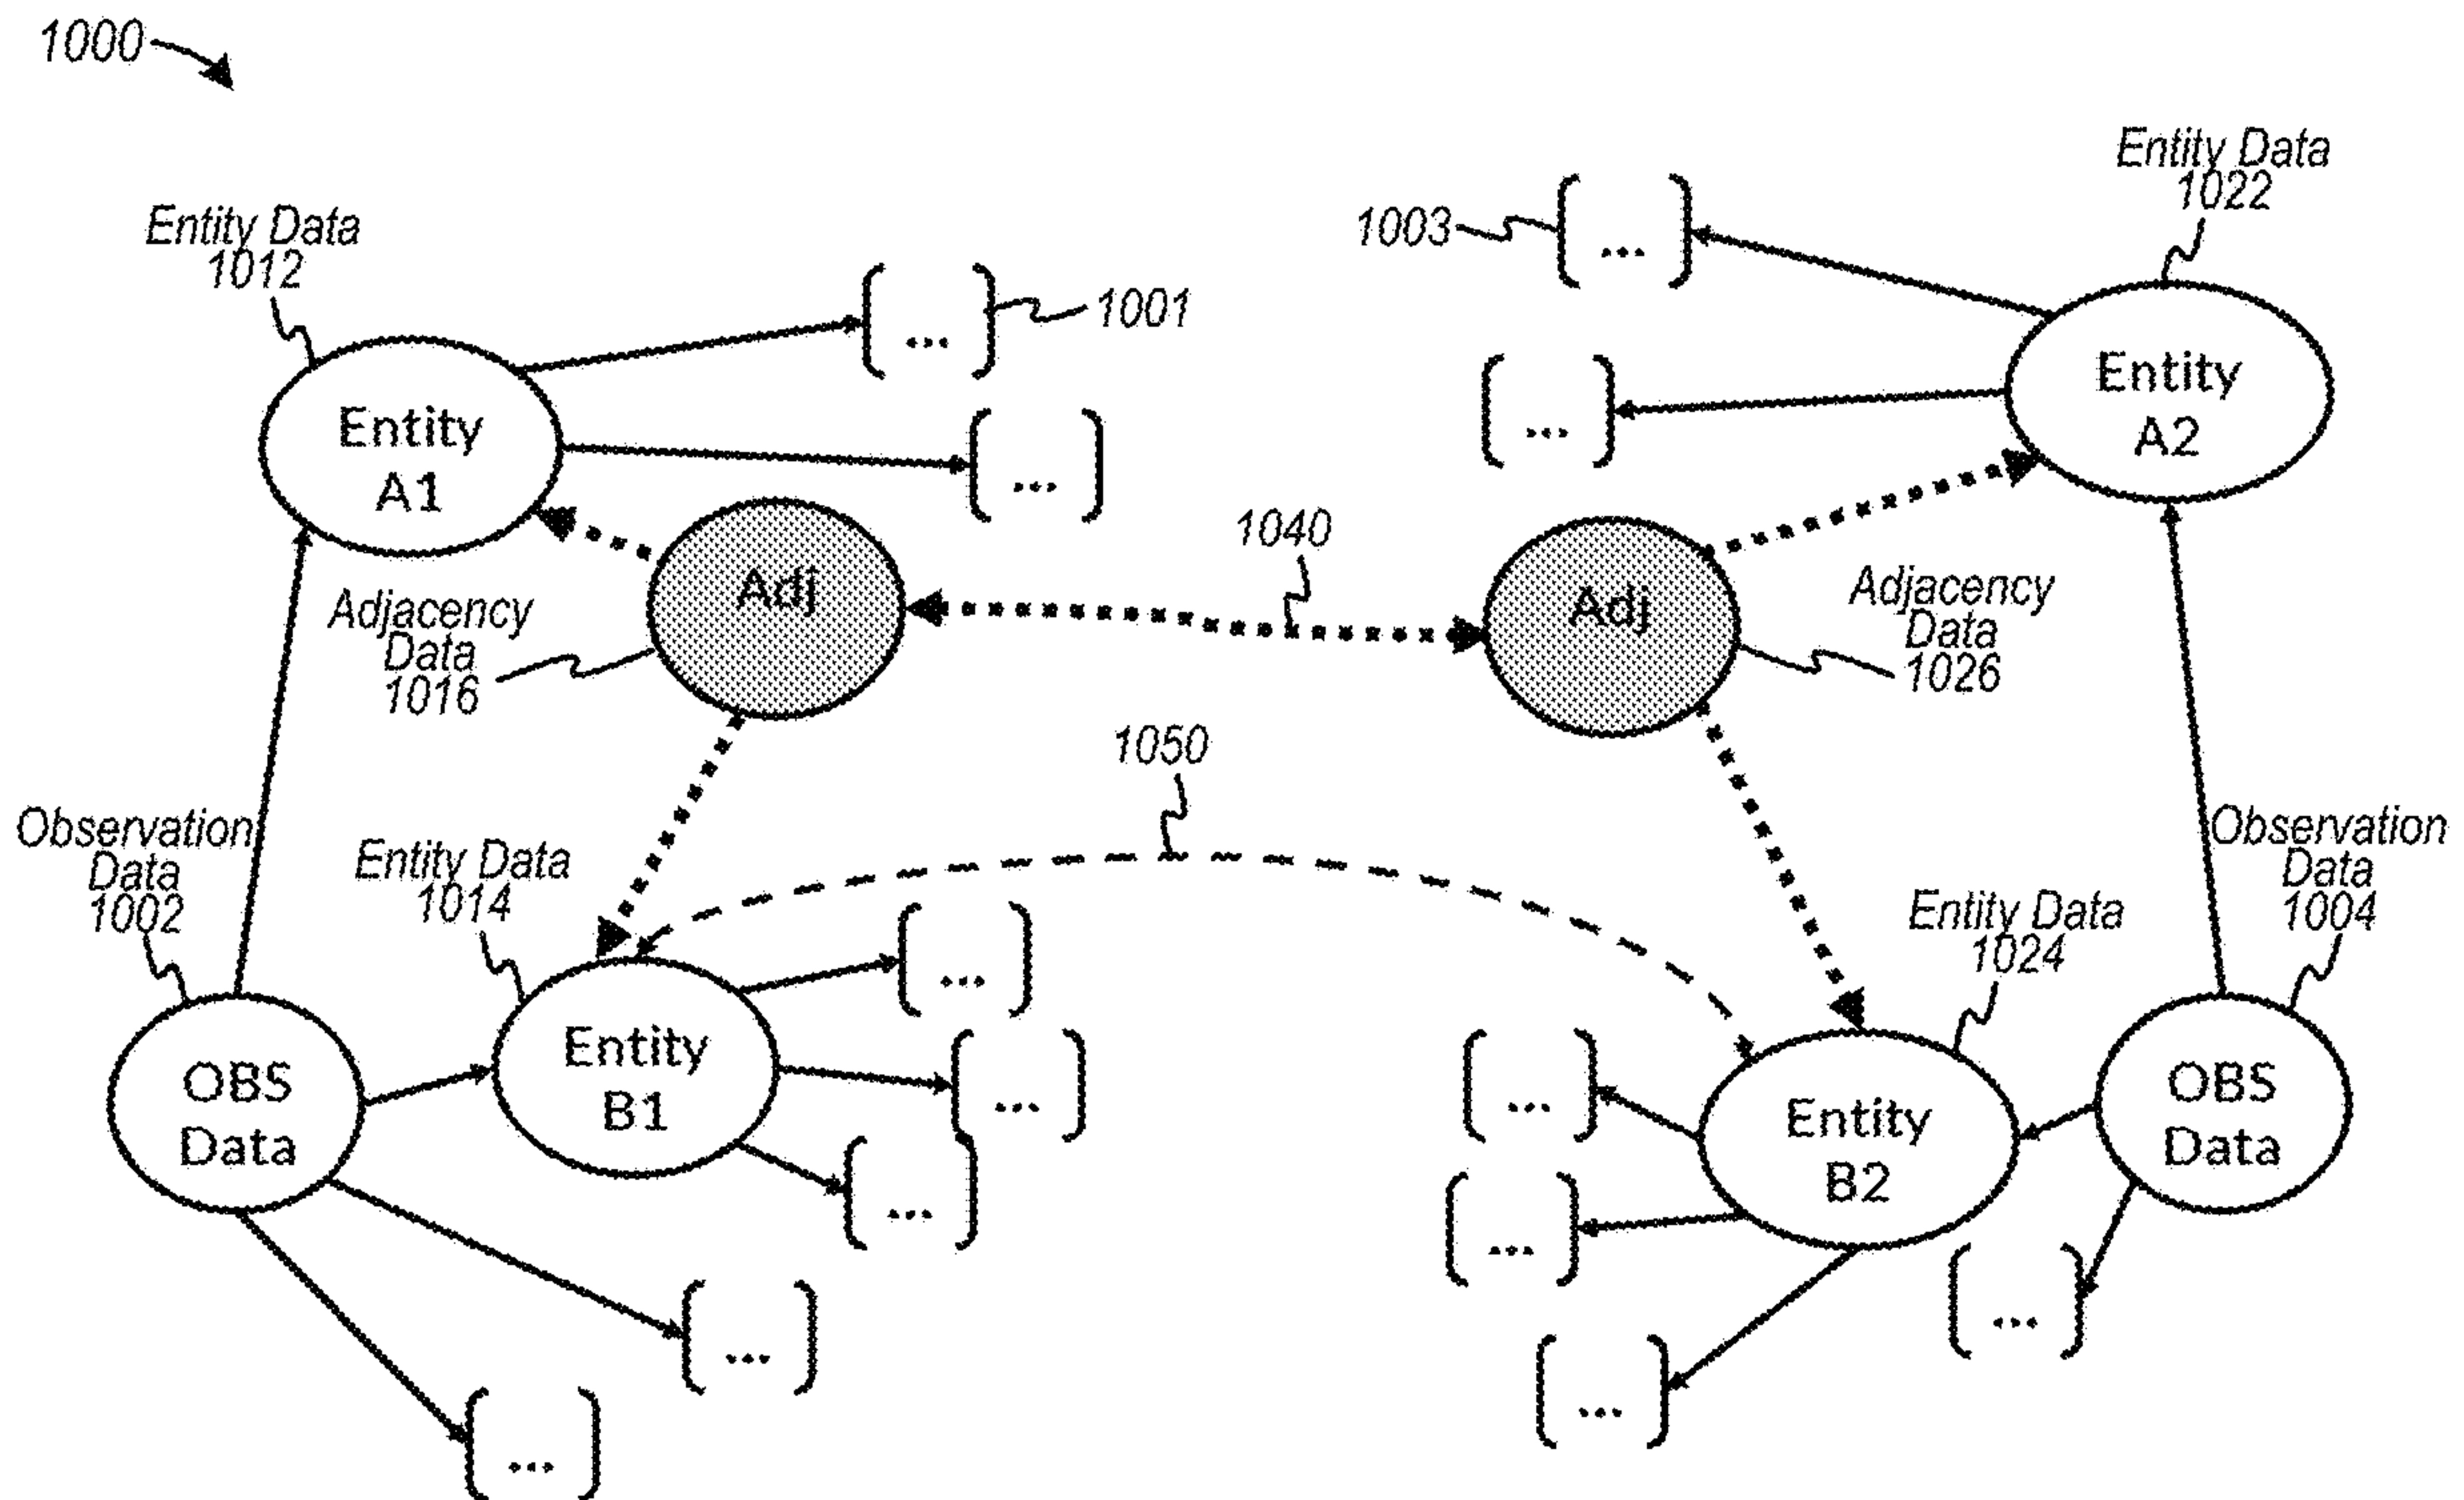 1000
Entity Data
1022
1003
...
Entity Data
1012
...
1001
Entity
A2
...
Entity
A1
...
1040
Adj
Adj
Adjacency
Data
1026
Adjacency
Data
1016
1050
Observation
Data
1002
Entity Data
1014
Observation
Data
1004
Entity Data
1024
...
Entity
B1
...
...
OBS
Data
...
Entity
B2
OBS
Data
...
...
...
...
...